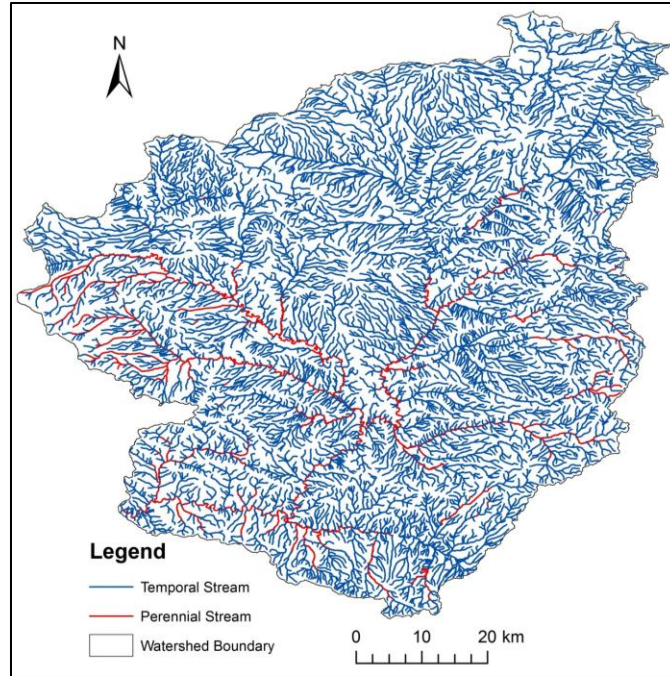 N
Legend
Temporal Stream
Perennial Stream
Watershed Boundary
0 10 20 km